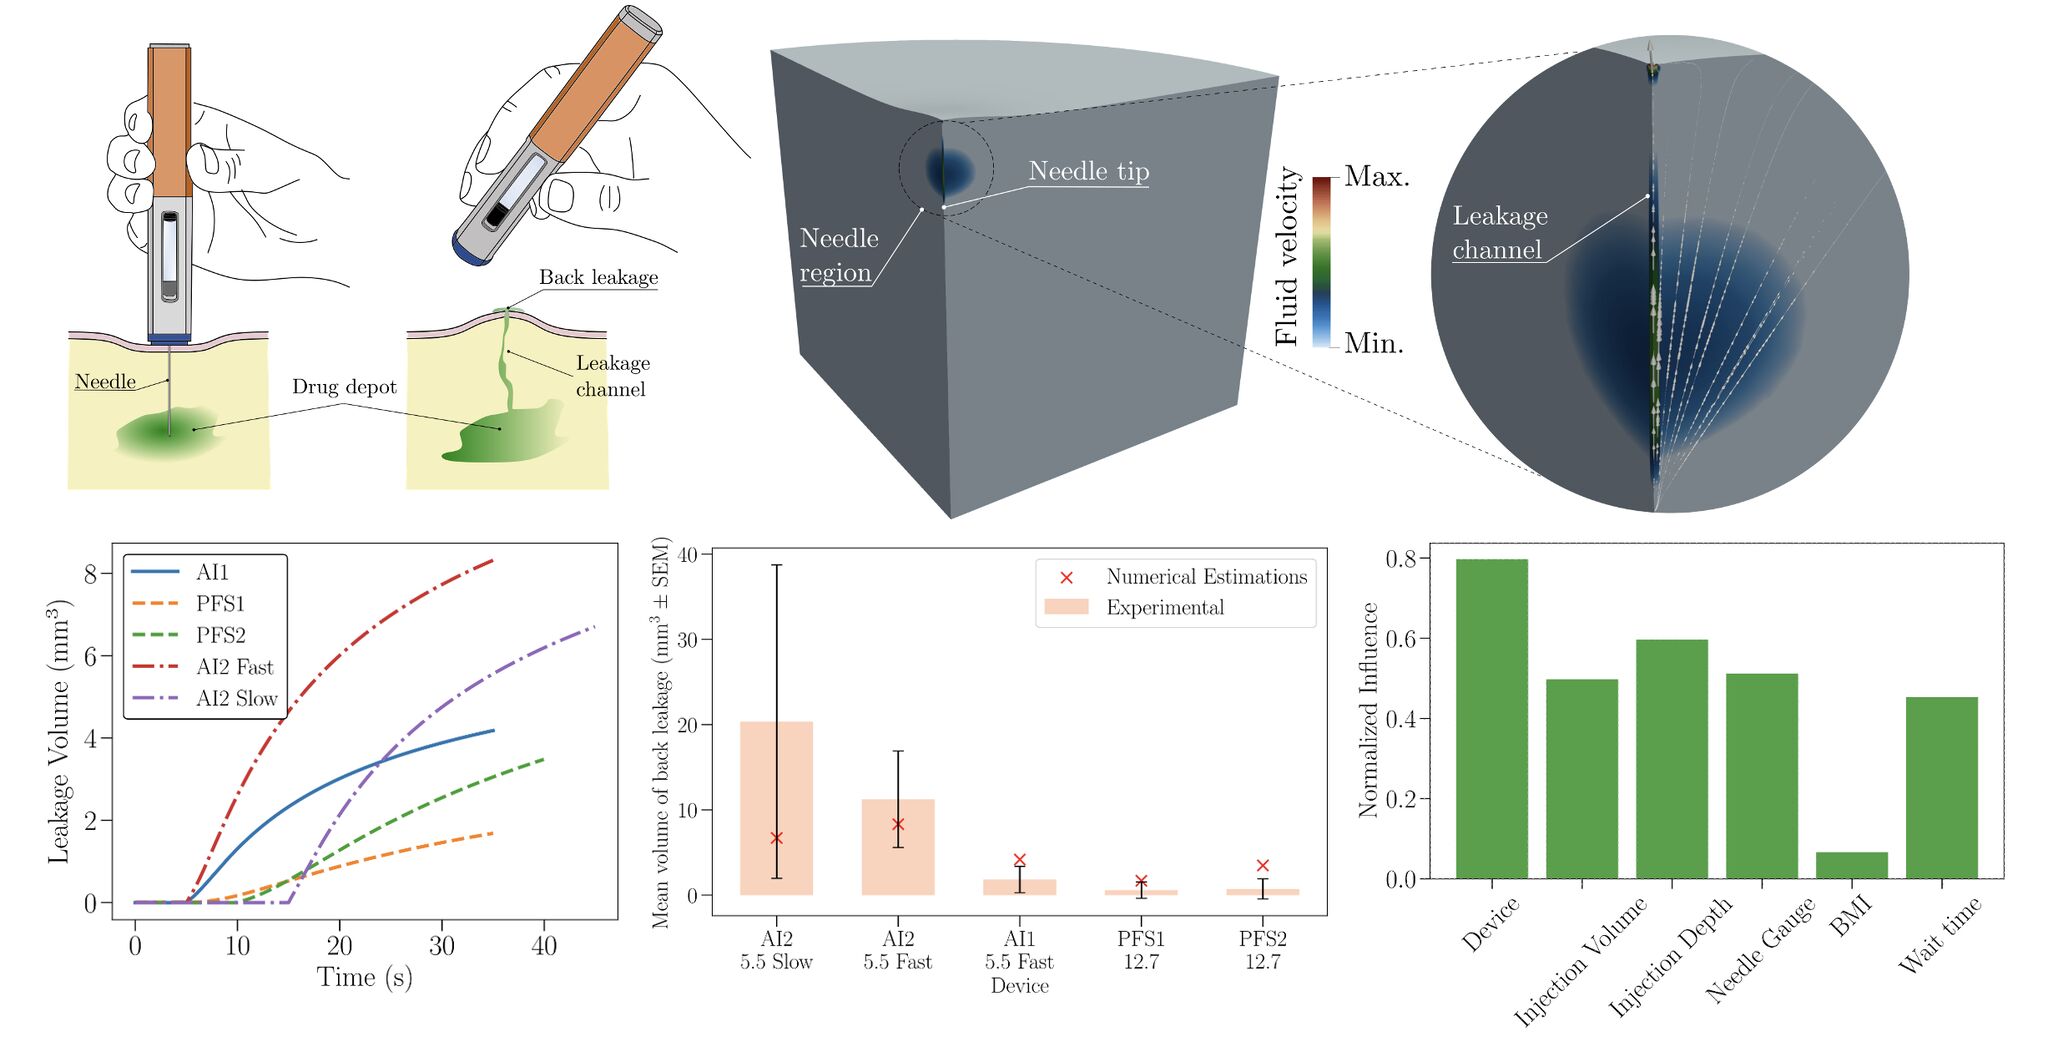 Needle
Drug depot
Back leakage
Leakage
channel
Needle tip
Needle
region
Fluid velocity
Max.
Min.
Leakage
channel
Leakage Volume (mm³)
8
6
4
2
0
AI1
PFS1
PFS2
AI2 Fast
AI2 Slow
0 10 20 30 40
Time (s)
Mean volume of back leakage (mm³ ± SEM)
40
30
20
10
0
Numerical Estimations
Experimental
AI2 AI2 AI1 PFS1 PFS2
5.5 Slow 5.5 Fast 5.5 Fast 12.7 12.7
Device
Normalized Influence
0.8
0.6
0.4
0.2
0.0
Device
Injection Volume
Injection Depth
Needle Gauge
BMI
Wait time